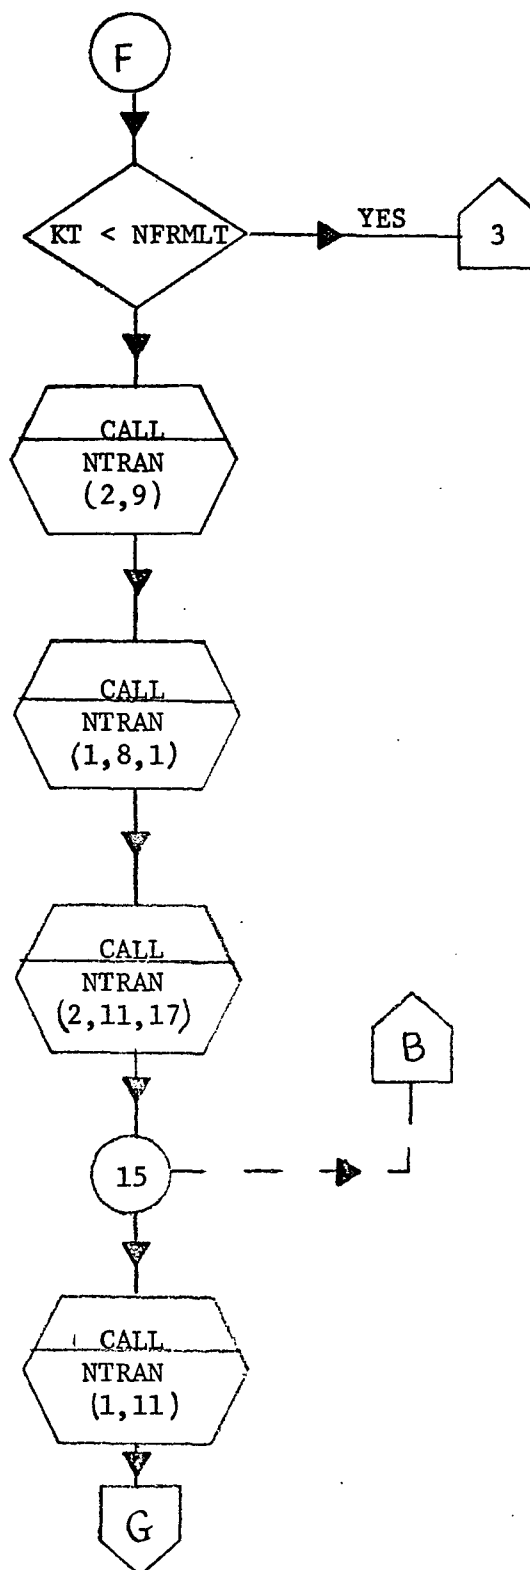 F
KT < NFRMLT
YES
3
CALL
NTRAN
(2,9)
CALL
NTRAN
(1,8,1)
CALL
NTRAN
(2,11,17)
B
15
CALL
NTRAN
(1,11)
G